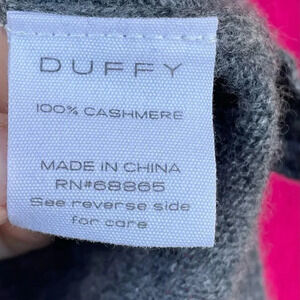 DUFFY
100% CASHMERE
MADE IN CHINA
RN#68865
See reverse side
for care